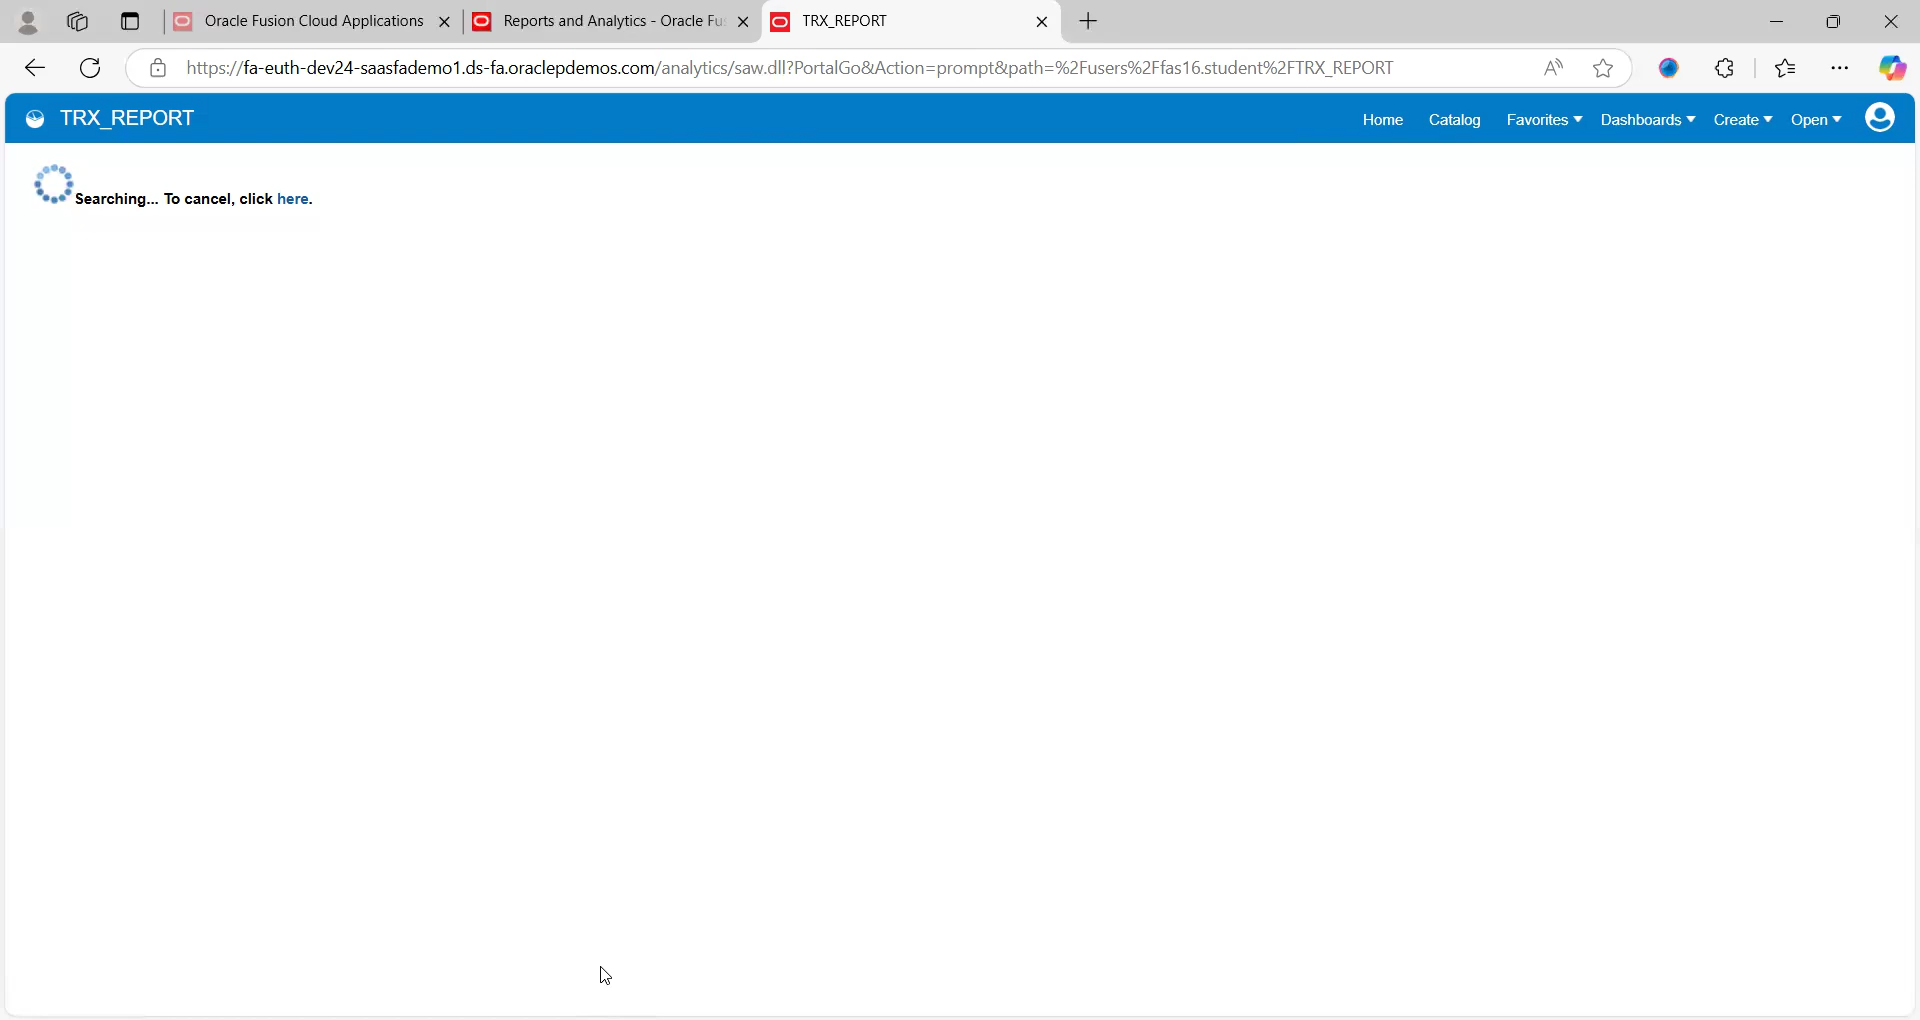 Oracle Fusion Cloud Applications
Reports and Analytics - Oracle Fu
TRX_REPORT
https://fa-euth-dev24-saasfademo1.ds-fa.oraclepdemos.com/analytics/saw.dll?PortalGo&Action=prompt&path=%2Fusers%2Ffas16.student%2FTRX_REPORT
TRX_REPORT
Home Catalog Favorites Dashboards Create Open
Searching... To cancel, click here.